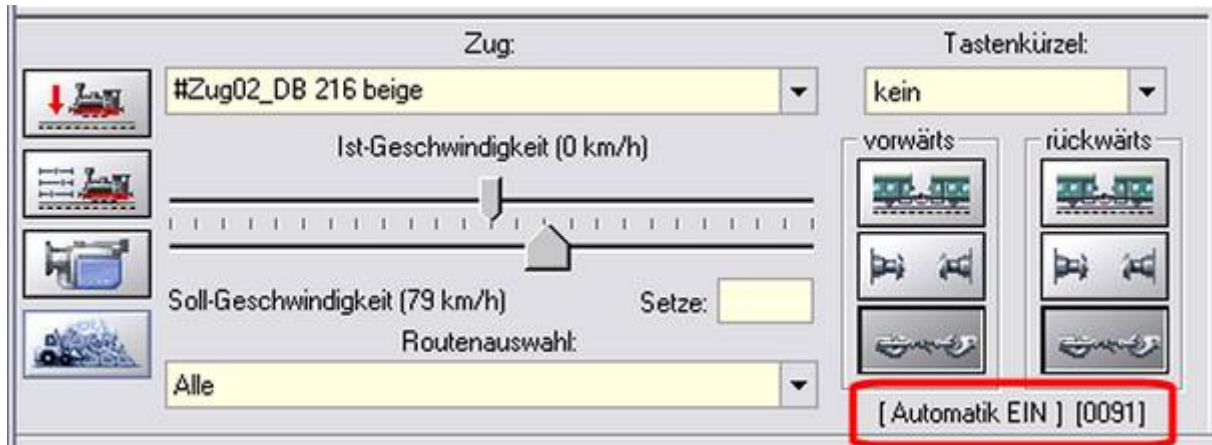 Zug:
#Zug02_DB 216 beige
Tastenkürzel:
kein
Ist-Geschwindigkeit (0 km/h)
vorwärts
rückwärts
Soll-Geschwindigkeit (79 km/h)
Setze:
Routenauswahl:
Alle
[ Automatik EIN ] [0091]